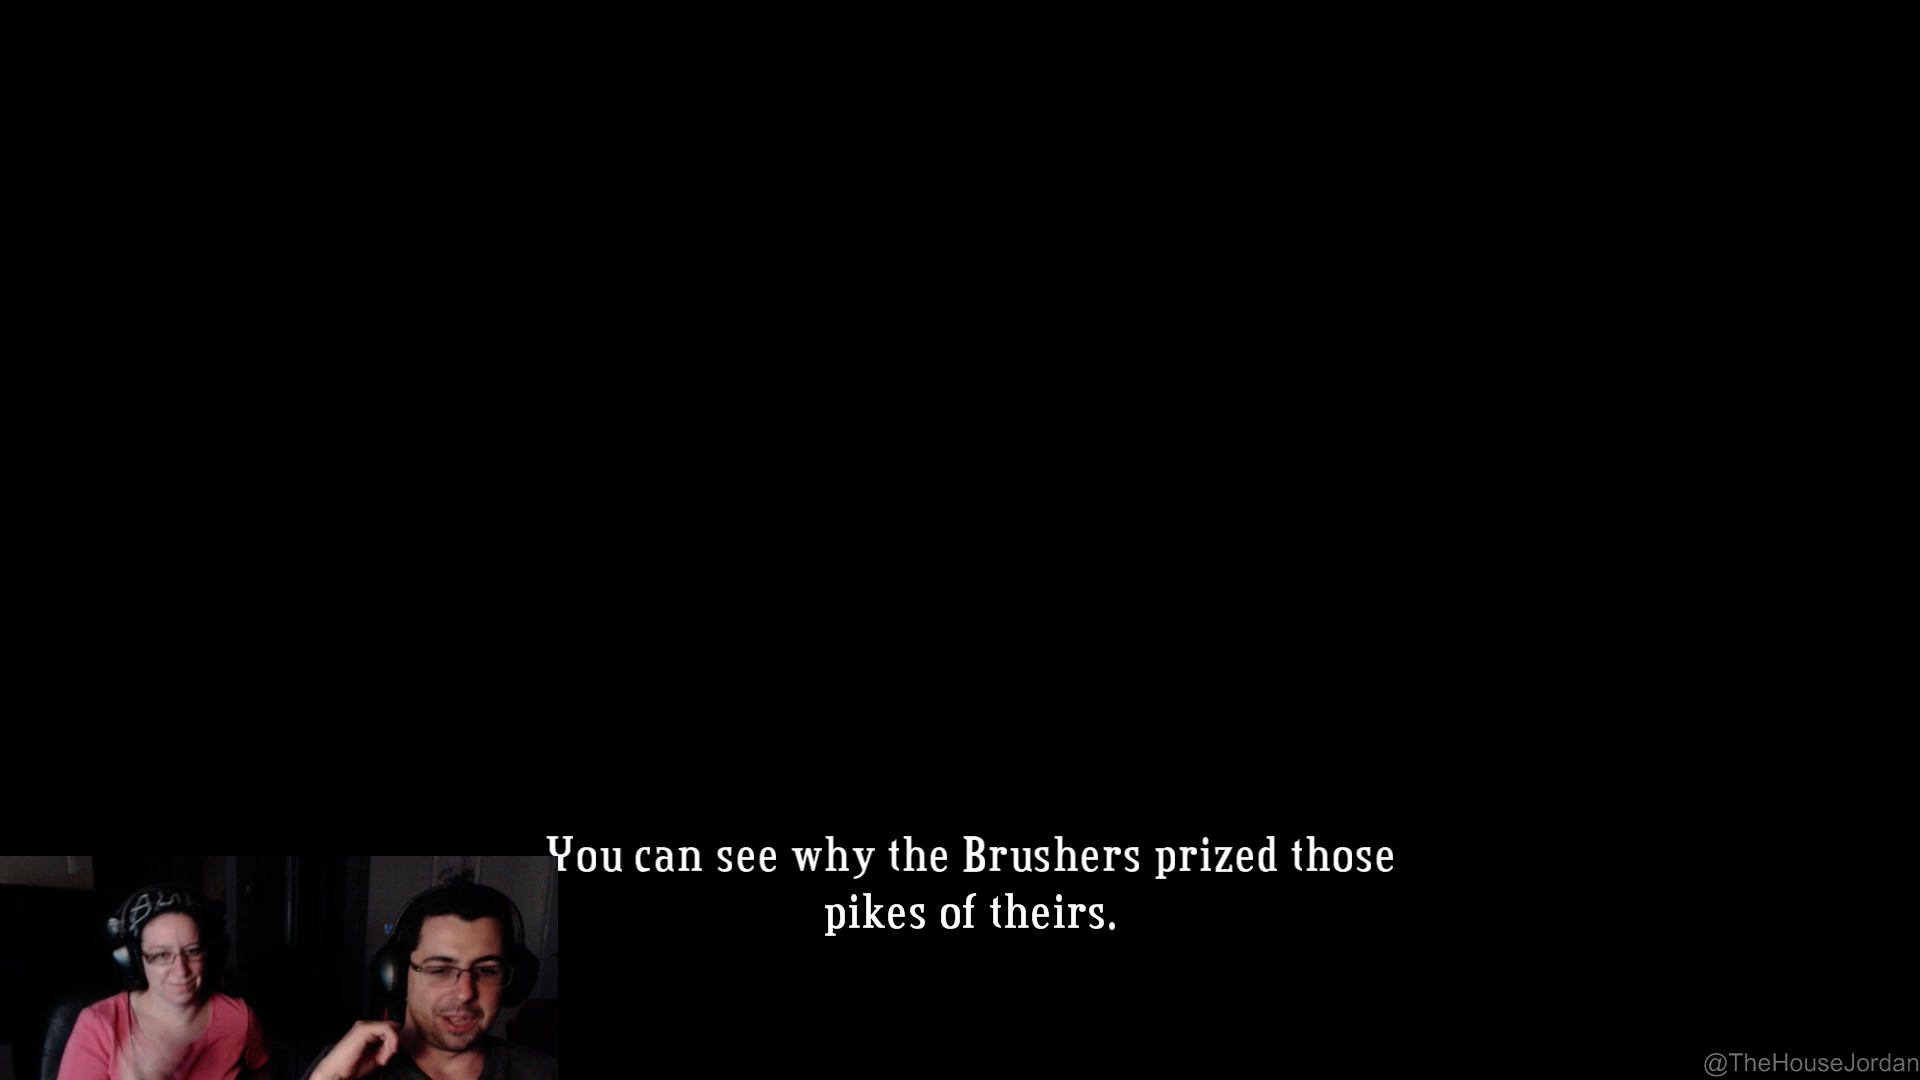 You can see why the Brushers prized those
pikes of theirs.
@TheHouseJordan